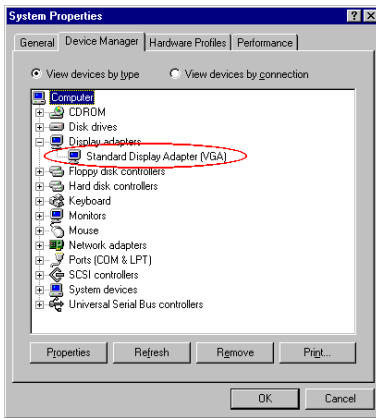 System Properties
General Device Manager Hardware Profiles Performance
View devices by type View devices by connection
Computer
CDROM
Disk drives
Display adapters
Standard Display Adapter (VGA)
Floppy disk controllers
Hard disk controllers
Keyboard
Monitors
Mouse
Network adapters
Ports (COM & LPT)
SCSI controllers
System devices
Universal Serial Bus controllers
Properties Refresh Remove Print...
OK Cancel